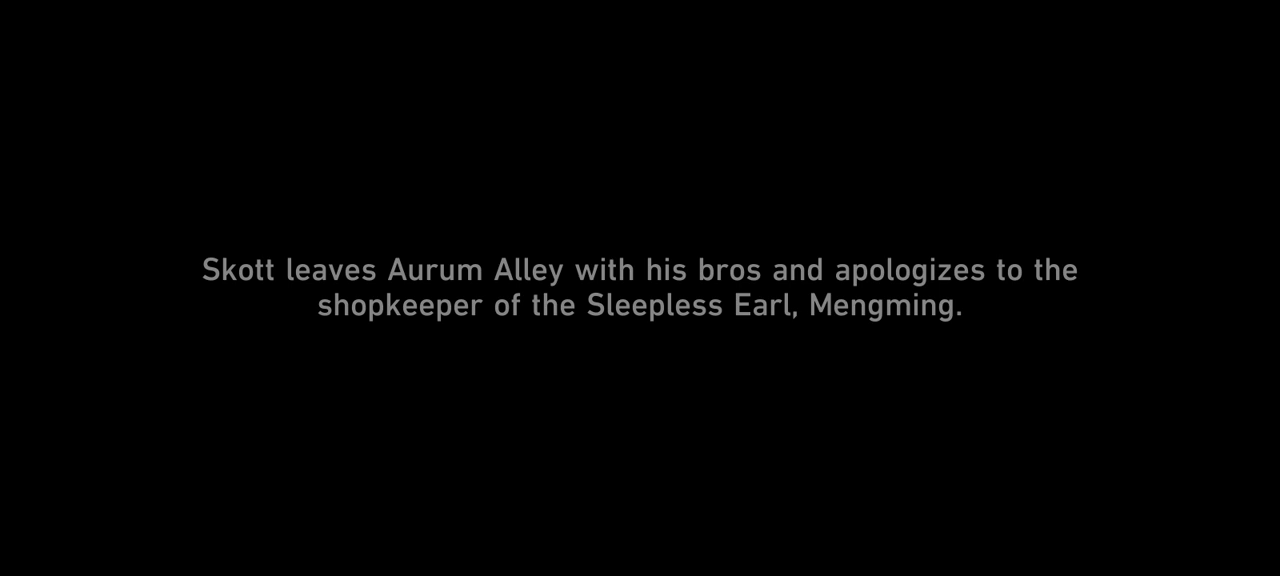 Skott leaves Aurum Alley with his bros and apologizes to the
shopkeeper of the Sleepless Earl, Mengming.